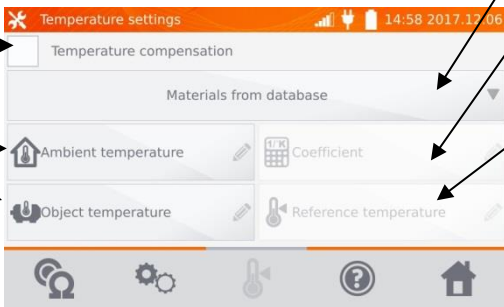 Temperature settings 14:58 2017.12.06
Temperature compensation
Materials from database
Ambient temperature 1/°K Coefficient
Object temperature Reference temperature